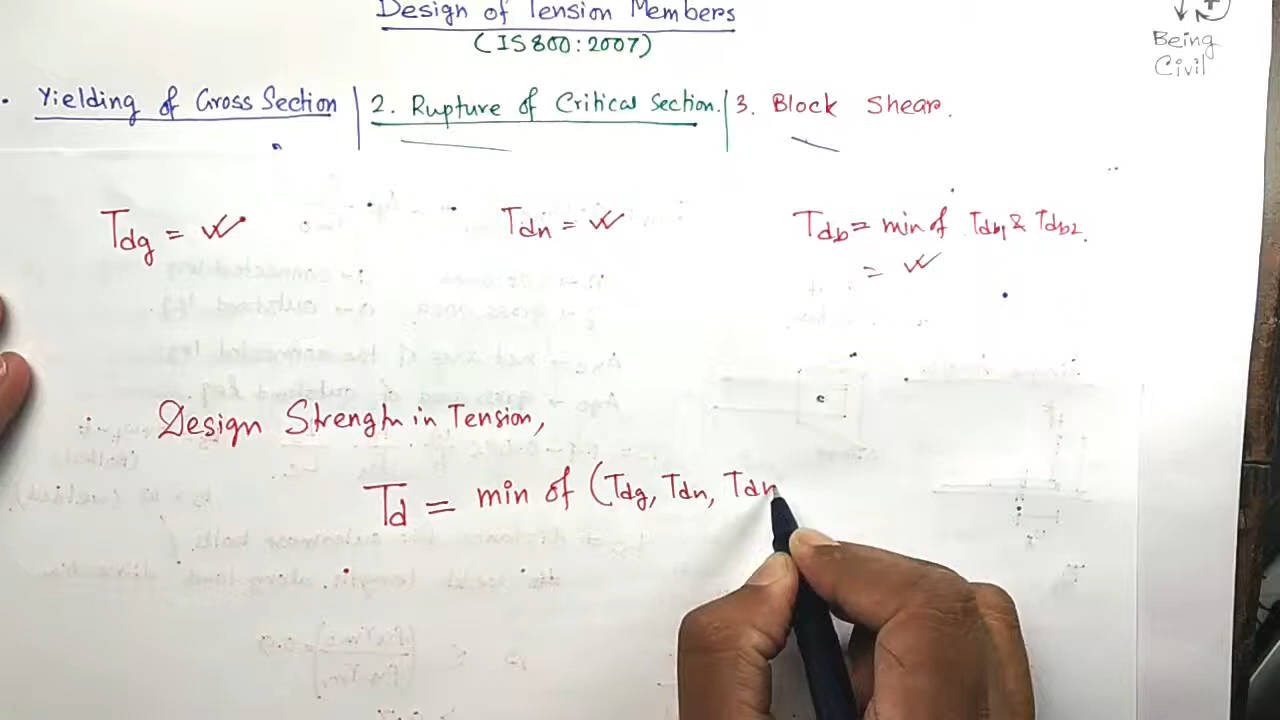 Design of Tension Members
(IS 800: 2007)
Being
Civil
. Yielding of Gross Section | 2. Rupture of Critical Section. | 3. Block Shear.
Tdg = Tdn = Tdb = min of Tdb1 & Tdb2.
=
∴ Design Strength in Tension,
Td = min of (Tdg, Tdn, Tdn